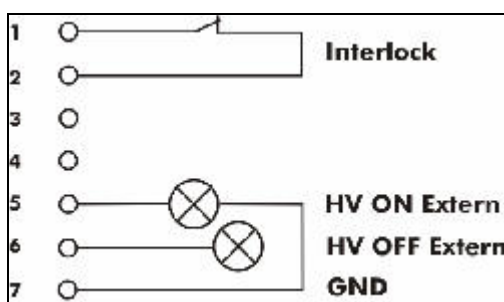 1
Interlock
2
3
4
5 HV ON Extern
6 HV OFF Extern
7 GND